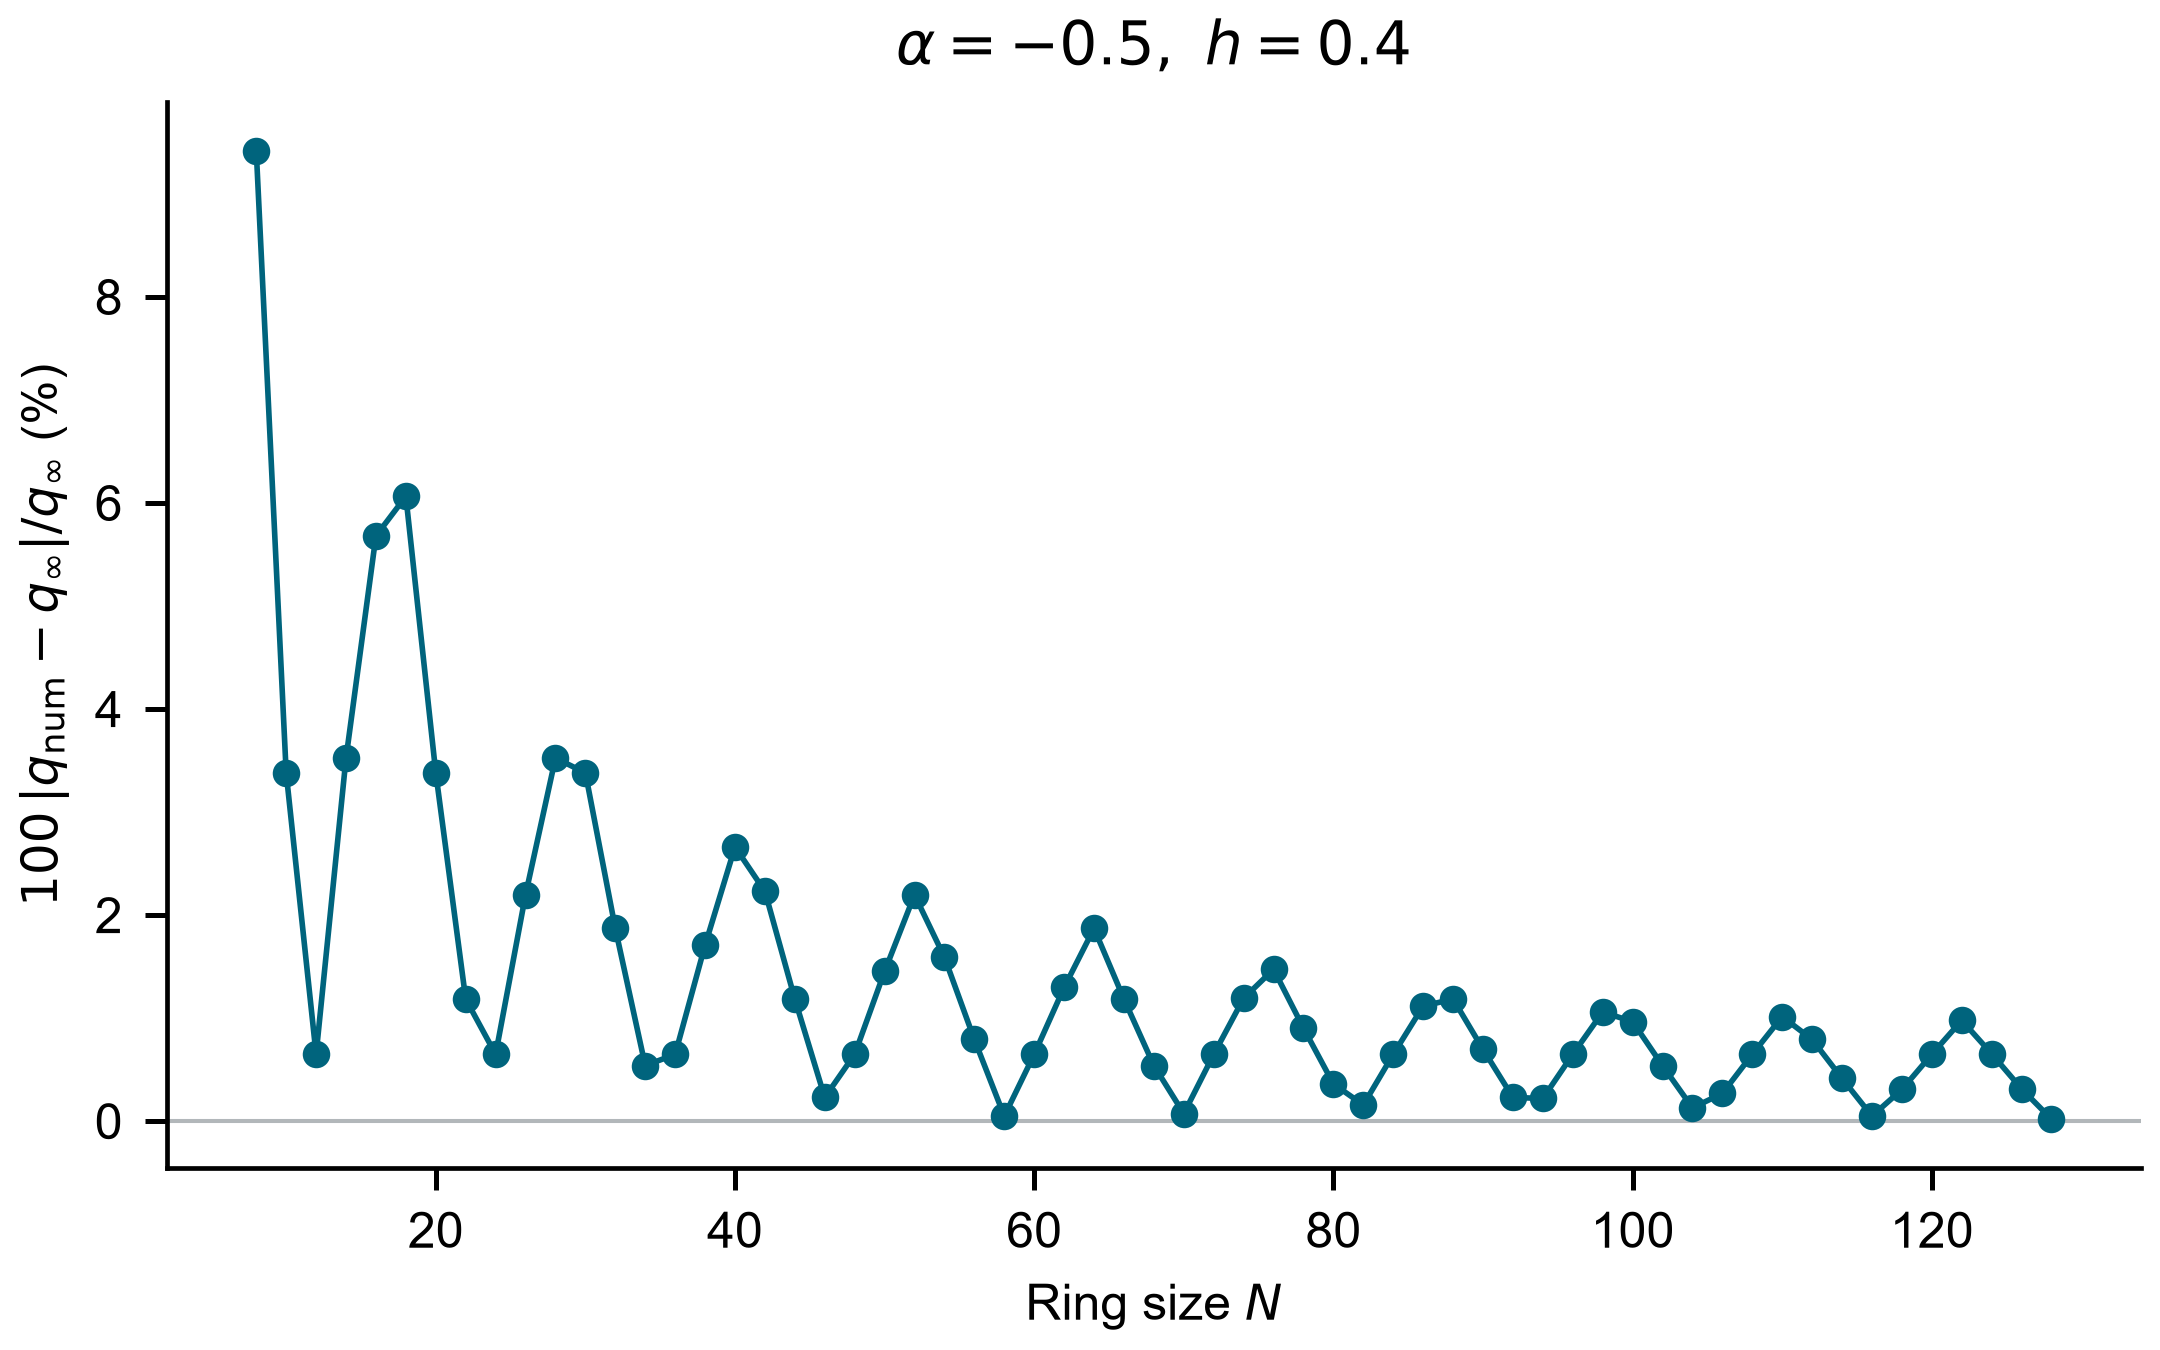 α = −0.5, h = 0.4
100 |q_num − q_∞|/q_∞ (%)
8
6
4
2
0
20 40 60 80 100 120
Ring size N